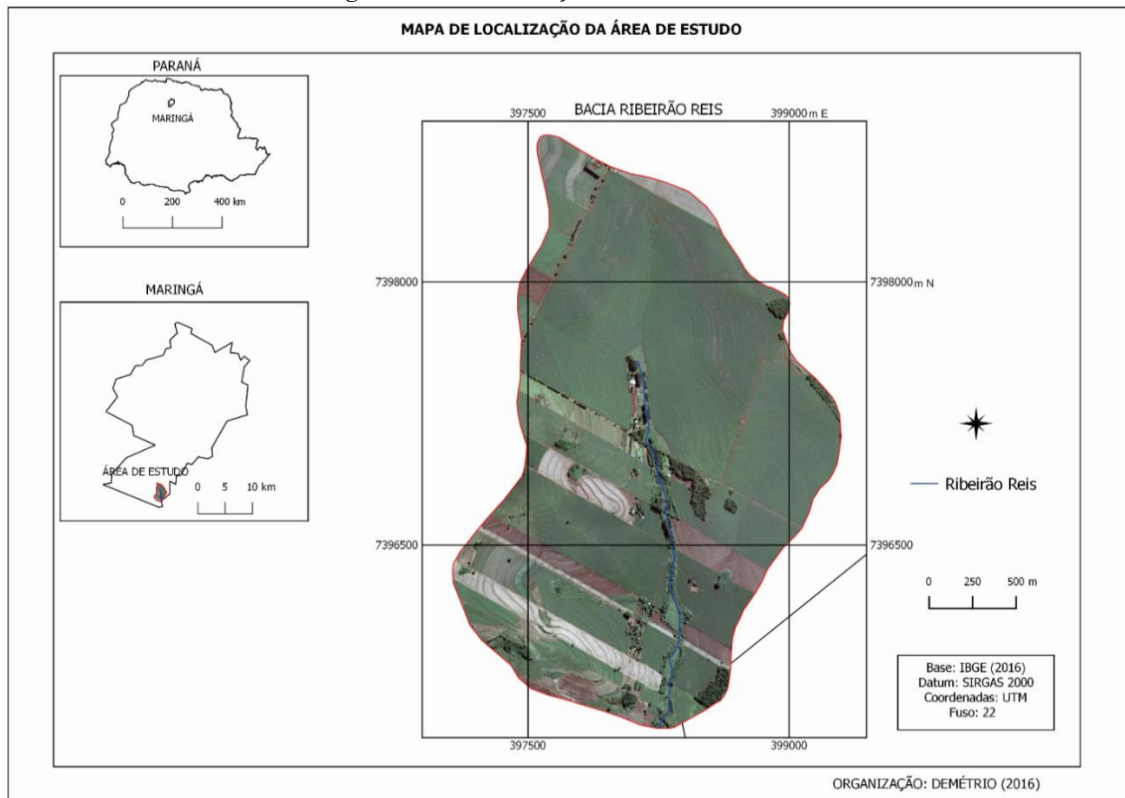 MAPA DE LOCALIZAÇÃO DA ÁREA DE ESTUDO
PARANÁ
MARINGÁ
0 200 400 km
MARINGÁ
ÁREA DE ESTUDO
0 5 10 km
BACIA RIBEIRÃO REIS
397500 399000 m E
7398000 7398000 m N
7396500 7396500
397500 399000
Ribeirão Reis
0 250 500 m
Base: IBGE (2016)
Datum: SIRGAS 2000
Coordenadas: UTM
Fuso: 22
ORGANIZAÇÃO: DEMÉTRIO (2016)